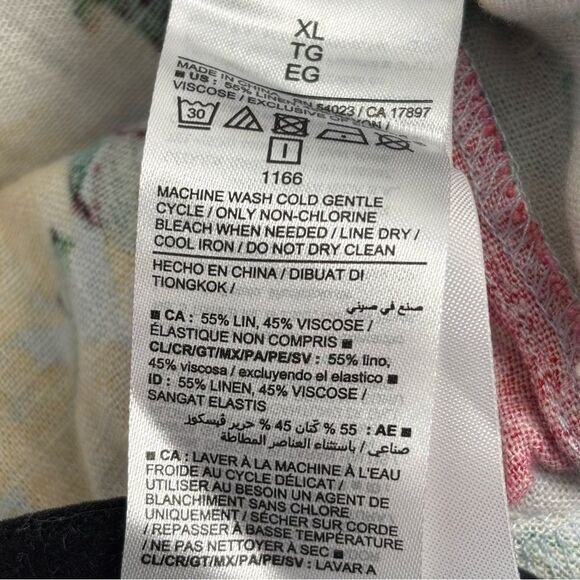 XL
TG
EG
MADE IN CHINA
■ US : 55% LINEN RN 54023 / CA 17897
VISCOSE / EXCLUSIVE OF
30
1166
MACHINE WASH COLD GENTLE
CYCLE / ONLY NON-CHLORINE
BLEACH WHEN NEEDED / LINE DRY /
COOL IRON / DO NOT DRY CLEAN
HECHO EN CHINA / DIBUAT DI
TIONGKOK /
صنع في صيني
■ CA : 55% LIN, 45% VISCOSE /
ÉLASTIQUE NON COMPRIS ■
CL/CR/GT/MX/PA/PE/SV : 55% lino,
45% viscosa / excluyendo el elastico ■
ID : 55% LINEN, 45% VISCOSE /
SANGAT ELASTIS
■ AE : 55 % كتان 45 % حرير فيسكوز
صناعي / باستثناء العناصر المطاطة
■ CA : LAVER À LA MACHINE À L'EAU
FROIDE AU CYCLE DÉLICAT /
UTILISER AU BESOIN UN AGENT DE
BLANCHIMENT SANS CHLORE
UNIQUEMENT / SÉCHER SUR CORDE
/ REPASSER À BASSE TEMPÉRATURE
/ NE PAS NETTOYER À SEC ■
CL/CR/GT/MX/PA/PE/SV : LAVAR A